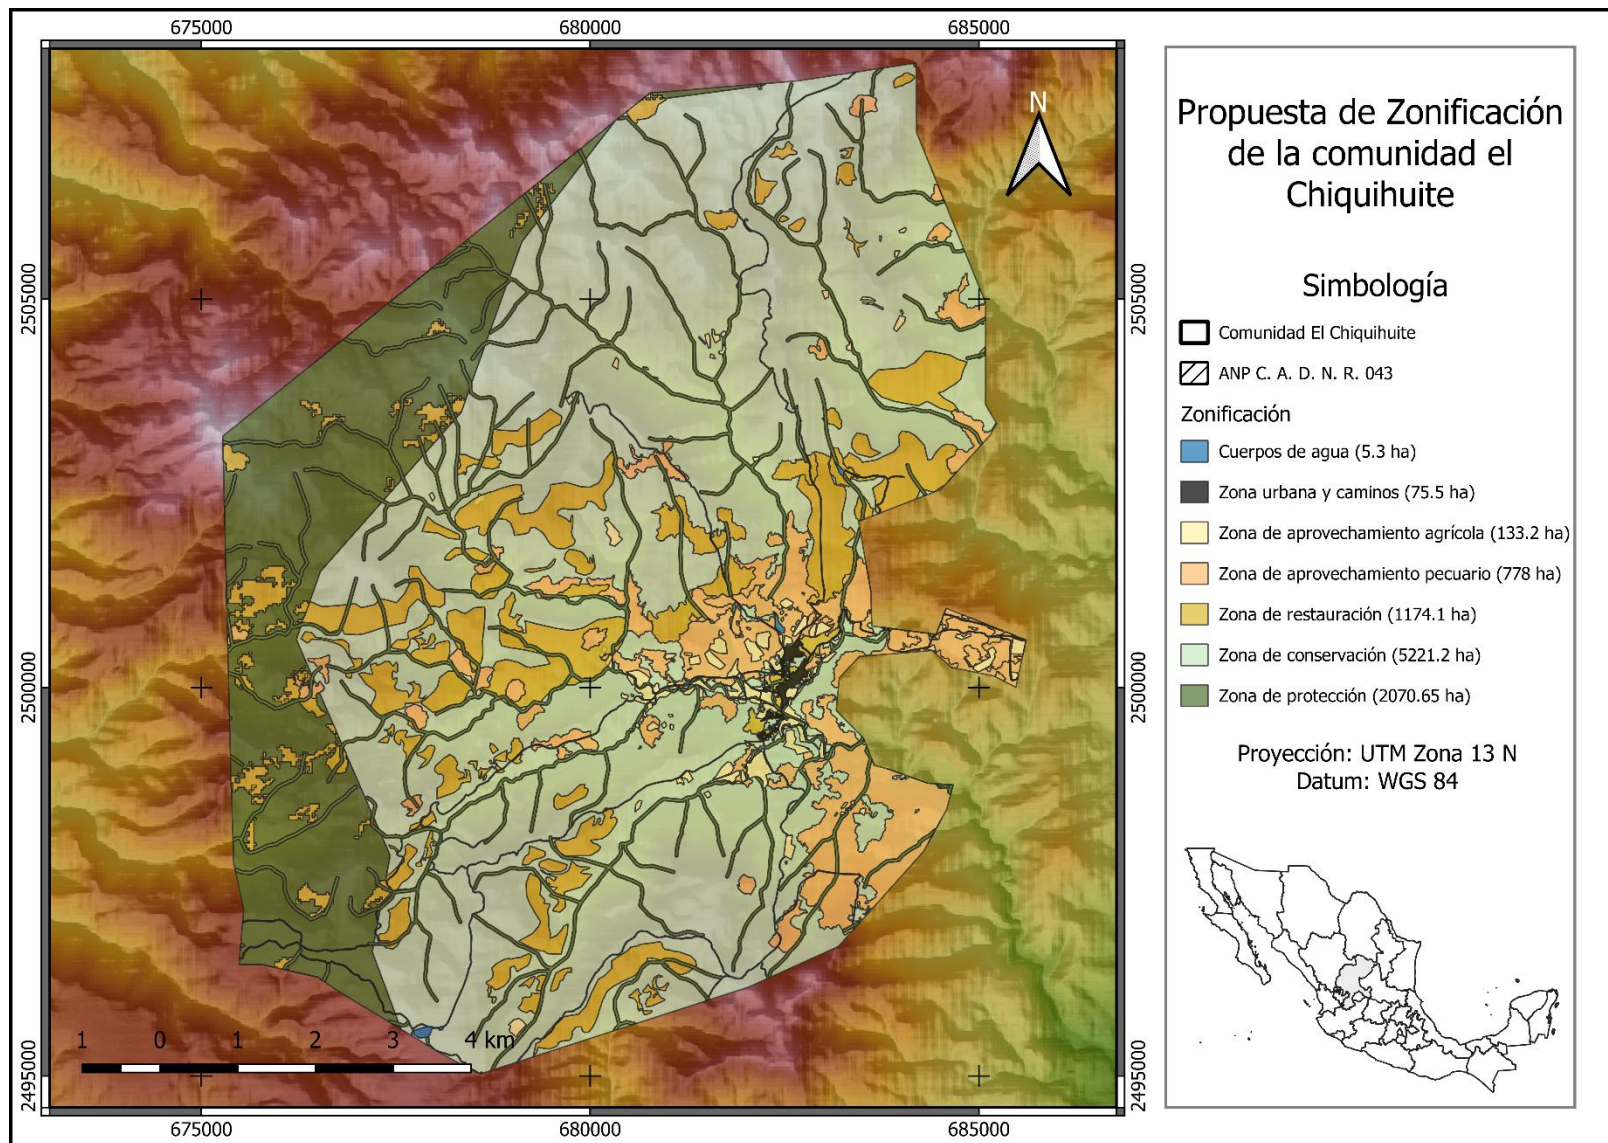 675000
680000
685000
N
2505000
2505000
2500000
2500000
2495000
2495000
1 0 1 2 3 4 km
675000
680000
685000
Propuesta de Zonificación
de la comunidad el
Chiquihuite
Simbología
Comunidad El Chiquihuite
ANP C. A. D. N. R. 043
Zonificación
Cuerpos de agua (5.3 ha)
Zona urbana y caminos (75.5 ha)
Zona de aprovechamiento agrícola (133.2 ha)
Zona de aprovechamiento pecuario (778 ha)
Zona de restauración (1174.1 ha)
Zona de conservación (5221.2 ha)
Zona de protección (2070.65 ha)
Proyección: UTM Zona 13 N
Datum: WGS 84